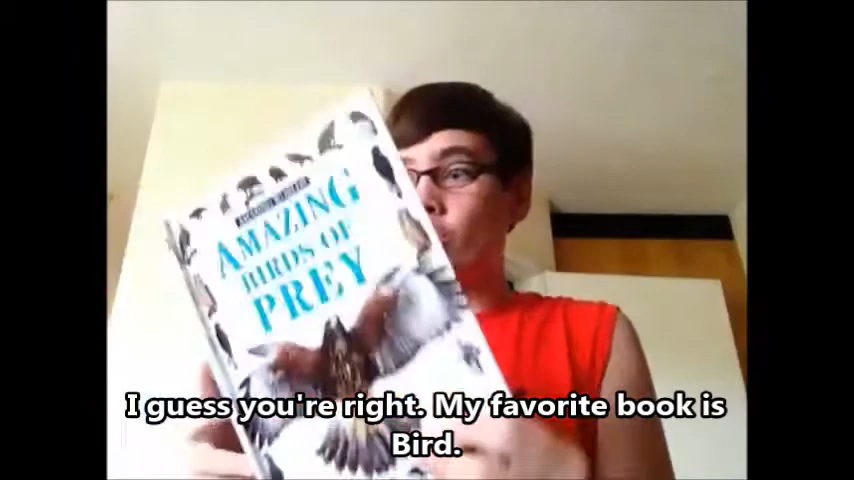 AMAZING
BIRDS OF
PREY
I guess you're right. My favorite book is
Bird.